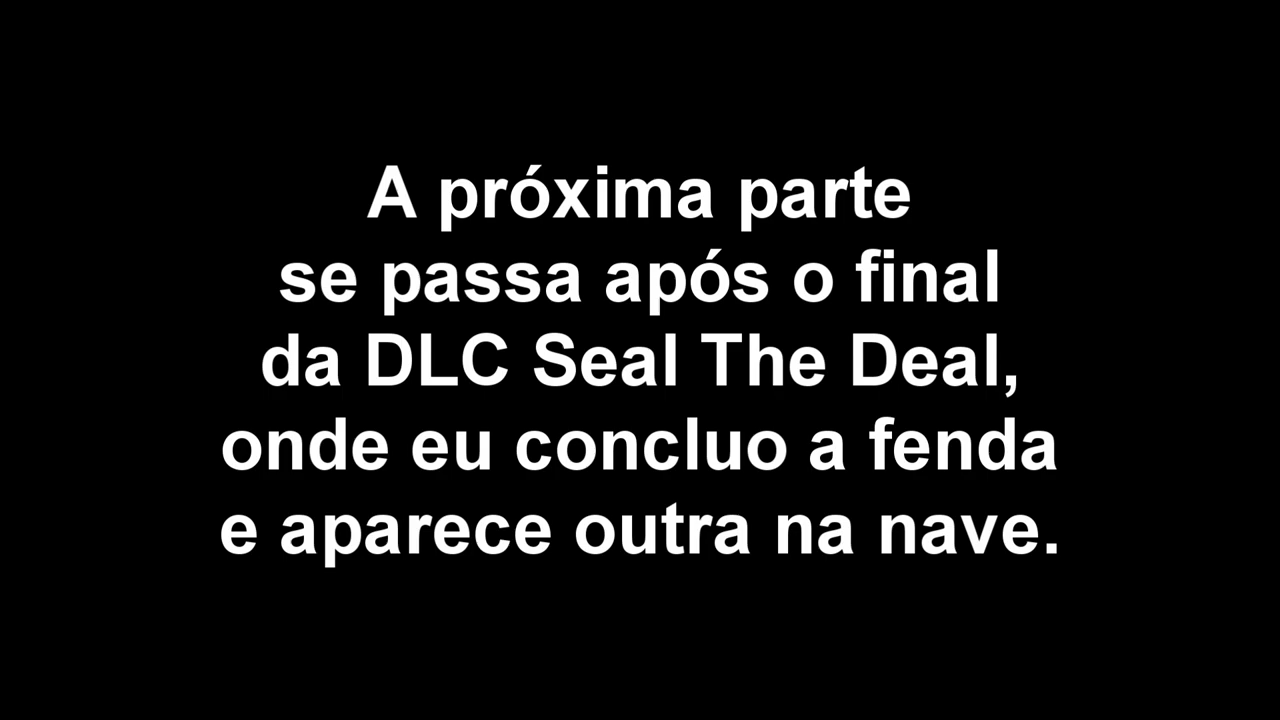 A próxima parte
se passa após o final
da DLC Seal The Deal,
onde eu concluo a fenda
e aparece outra na nave.